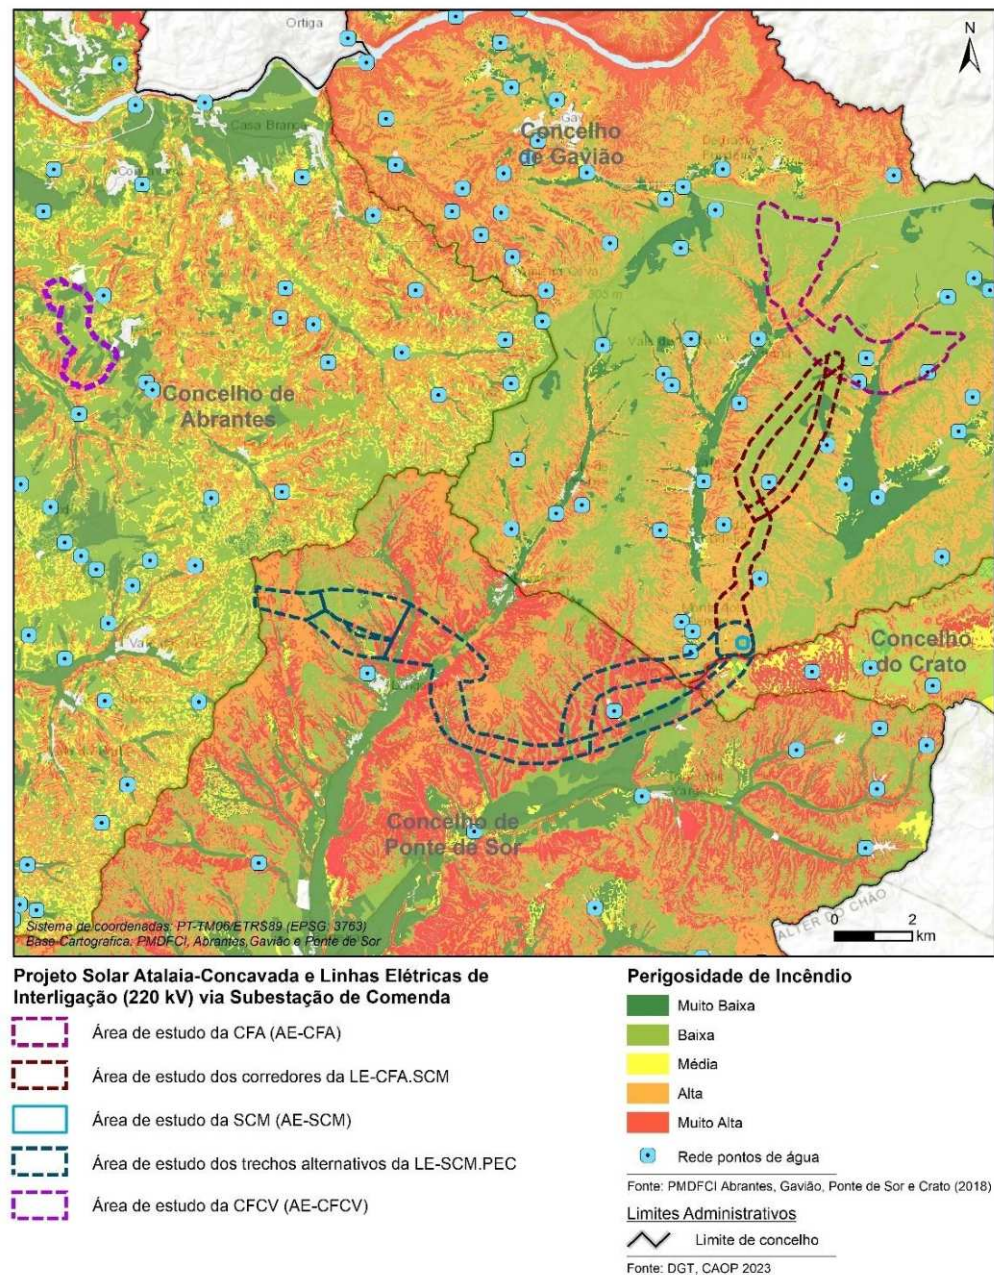 Ortiga
N
Casa Branca
Concelho
de Gavião
Concelho de
Abrantes
Concelho
do Crato
Concelho de
Ponte de Sor
ALTER DO CHÃO
0 2
km
Sistema de coordenadas: PT-TM06/ETRS89 (EPSG: 3763)
Base Cartografica: PMDFCI, Abrantes, Gavião e Ponte de Sor
Projeto Solar Atalaia-Concavada e Linhas Elétricas de
Interligação (220 kV) via Subestação de Comenda
Área de estudo da CFA (AE-CFA)
Área de estudo dos corredores da LE-CFA.SCM
Área de estudo da SCM (AE-SCM)
Área de estudo dos trechos alternativos da LE-SCM.PEC
Área de estudo da CFCV (AE-CFCV)
Perigosidade de Incêndio
Muito Baixa
Baixa
Média
Alta
Muito Alta
Rede pontos de água
Fonte: PMDFCI Abrantes, Gavião, Ponte de Sor e Crato (2018)
Limites Administrativos
Limite de concelho
Fonte: DGT, CAOP 2023